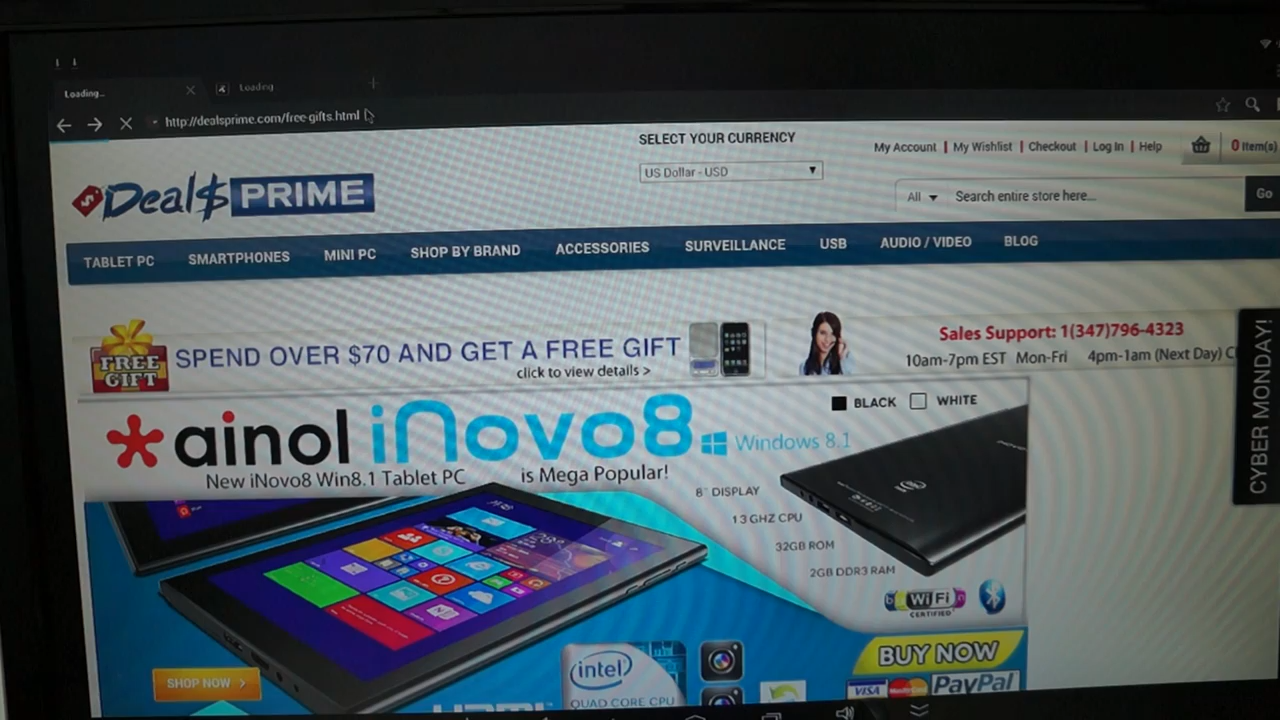 Loading...
Loading
http://dealsprime.com/free-gifts.html
SELECT YOUR CURRENCY
My Account | My Wishlist | Checkout | Log In | Help
0 Item(s)
US Dollar - USD
Deal$ PRIME
All
Search entire store here...
Go
TABLET PC SMARTPHONES MINI PC SHOP BY BRAND ACCESSORIES SURVEILLANCE USB AUDIO / VIDEO BLOG
FREE GIFT
SPEND OVER $70 AND GET A FREE GIFT
click to view details >
Sales Support: 1(347)796-4323
10am-7pm EST Mon-Fri 4pm-1am (Next Day)
CYBER MONDAY!
ainol iNovo8
Windows 8.1
BLACK WHITE
New iNovo8 Win8.1 Tablet PC is Mega Popular!
8" DISPLAY
1.3 GHZ CPU
32GB ROM
2GB DDR3 RAM
Wi Fi
CERTIFIED
SHOP NOW >
intel
QUAD CORE CPU
BUY NOW
VISA MasterCard PayPal